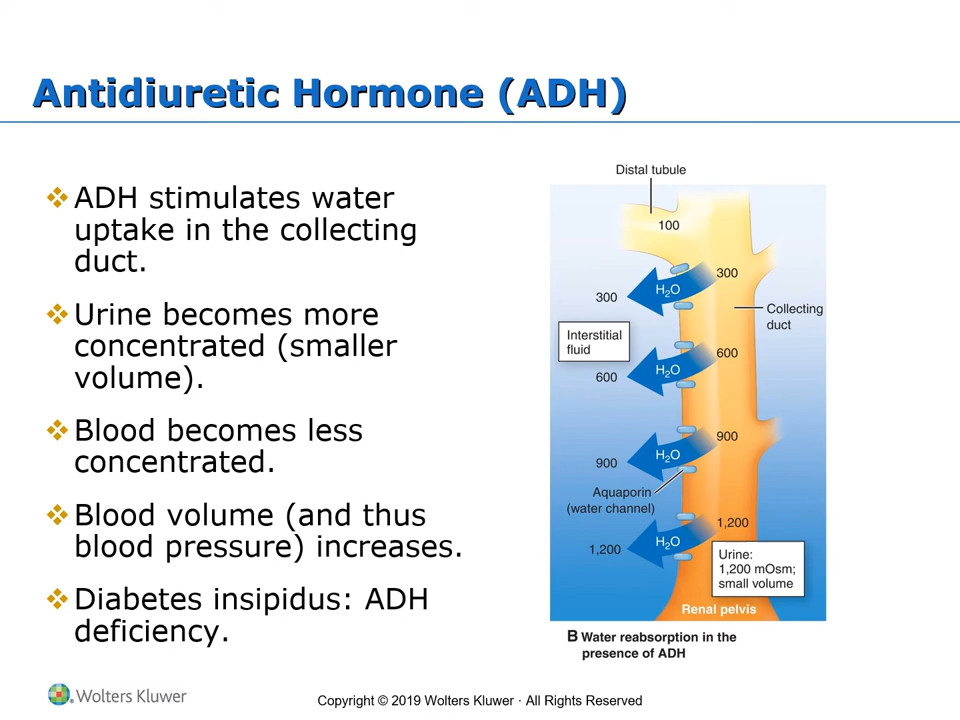 Antidiuretic Hormone (ADH)
❖ADH stimulates water
uptake in the collecting
duct.
❖Urine becomes more
concentrated (smaller
volume).
❖Blood becomes less
concentrated.
❖Blood volume (and thus
blood pressure) increases.
❖Diabetes insipidus: ADH
deficiency.
Distal tubule
100
300
H₂O
300
Collecting
duct
Interstitial
fluid
600
H₂O
600
900
H₂O
900
Aquaporin
(water channel)
1,200
H₂O
1,200
Urine:
1,200 mOsm;
small volume
Renal pelvis
B Water reabsorption in the
presence of ADH
Wolters Kluwer
Copyright © 2019 Wolters Kluwer · All Rights Reserved